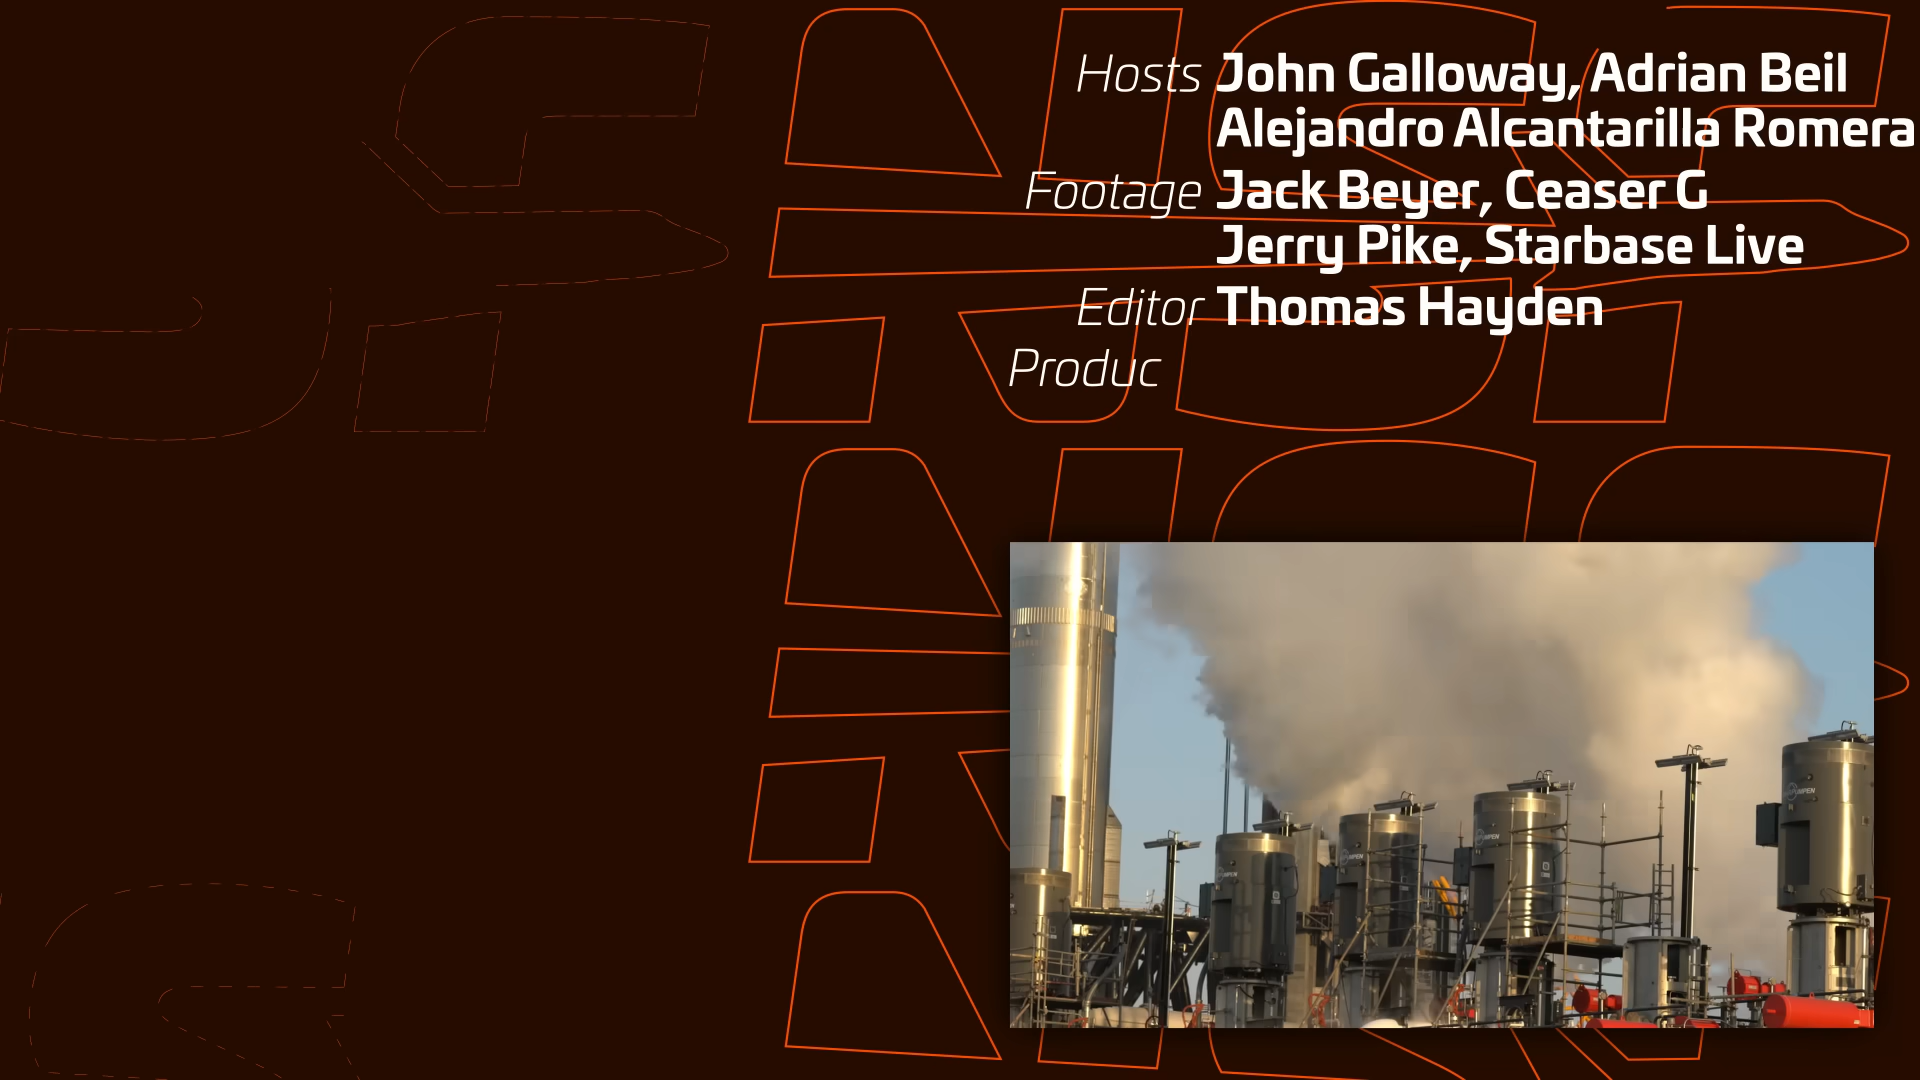 Hosts John Galloway, Adrian Beil
Alejandro Alcantarilla Romera
Footage Jack Beyer, Ceaser G
Jerry Pike, Starbase Live
Editor Thomas Hayden
Produc